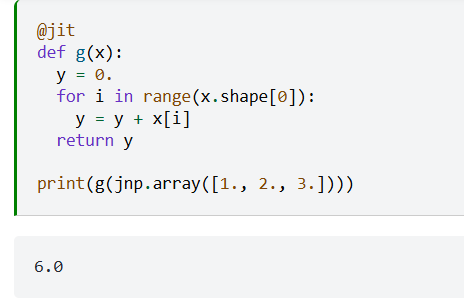 @jit
def g(x):
  y = 0.
  for i in range(x.shape[0]):
    y = y + x[i]
  return y
print(g(jnp.array([1., 2., 3.])))
6.0